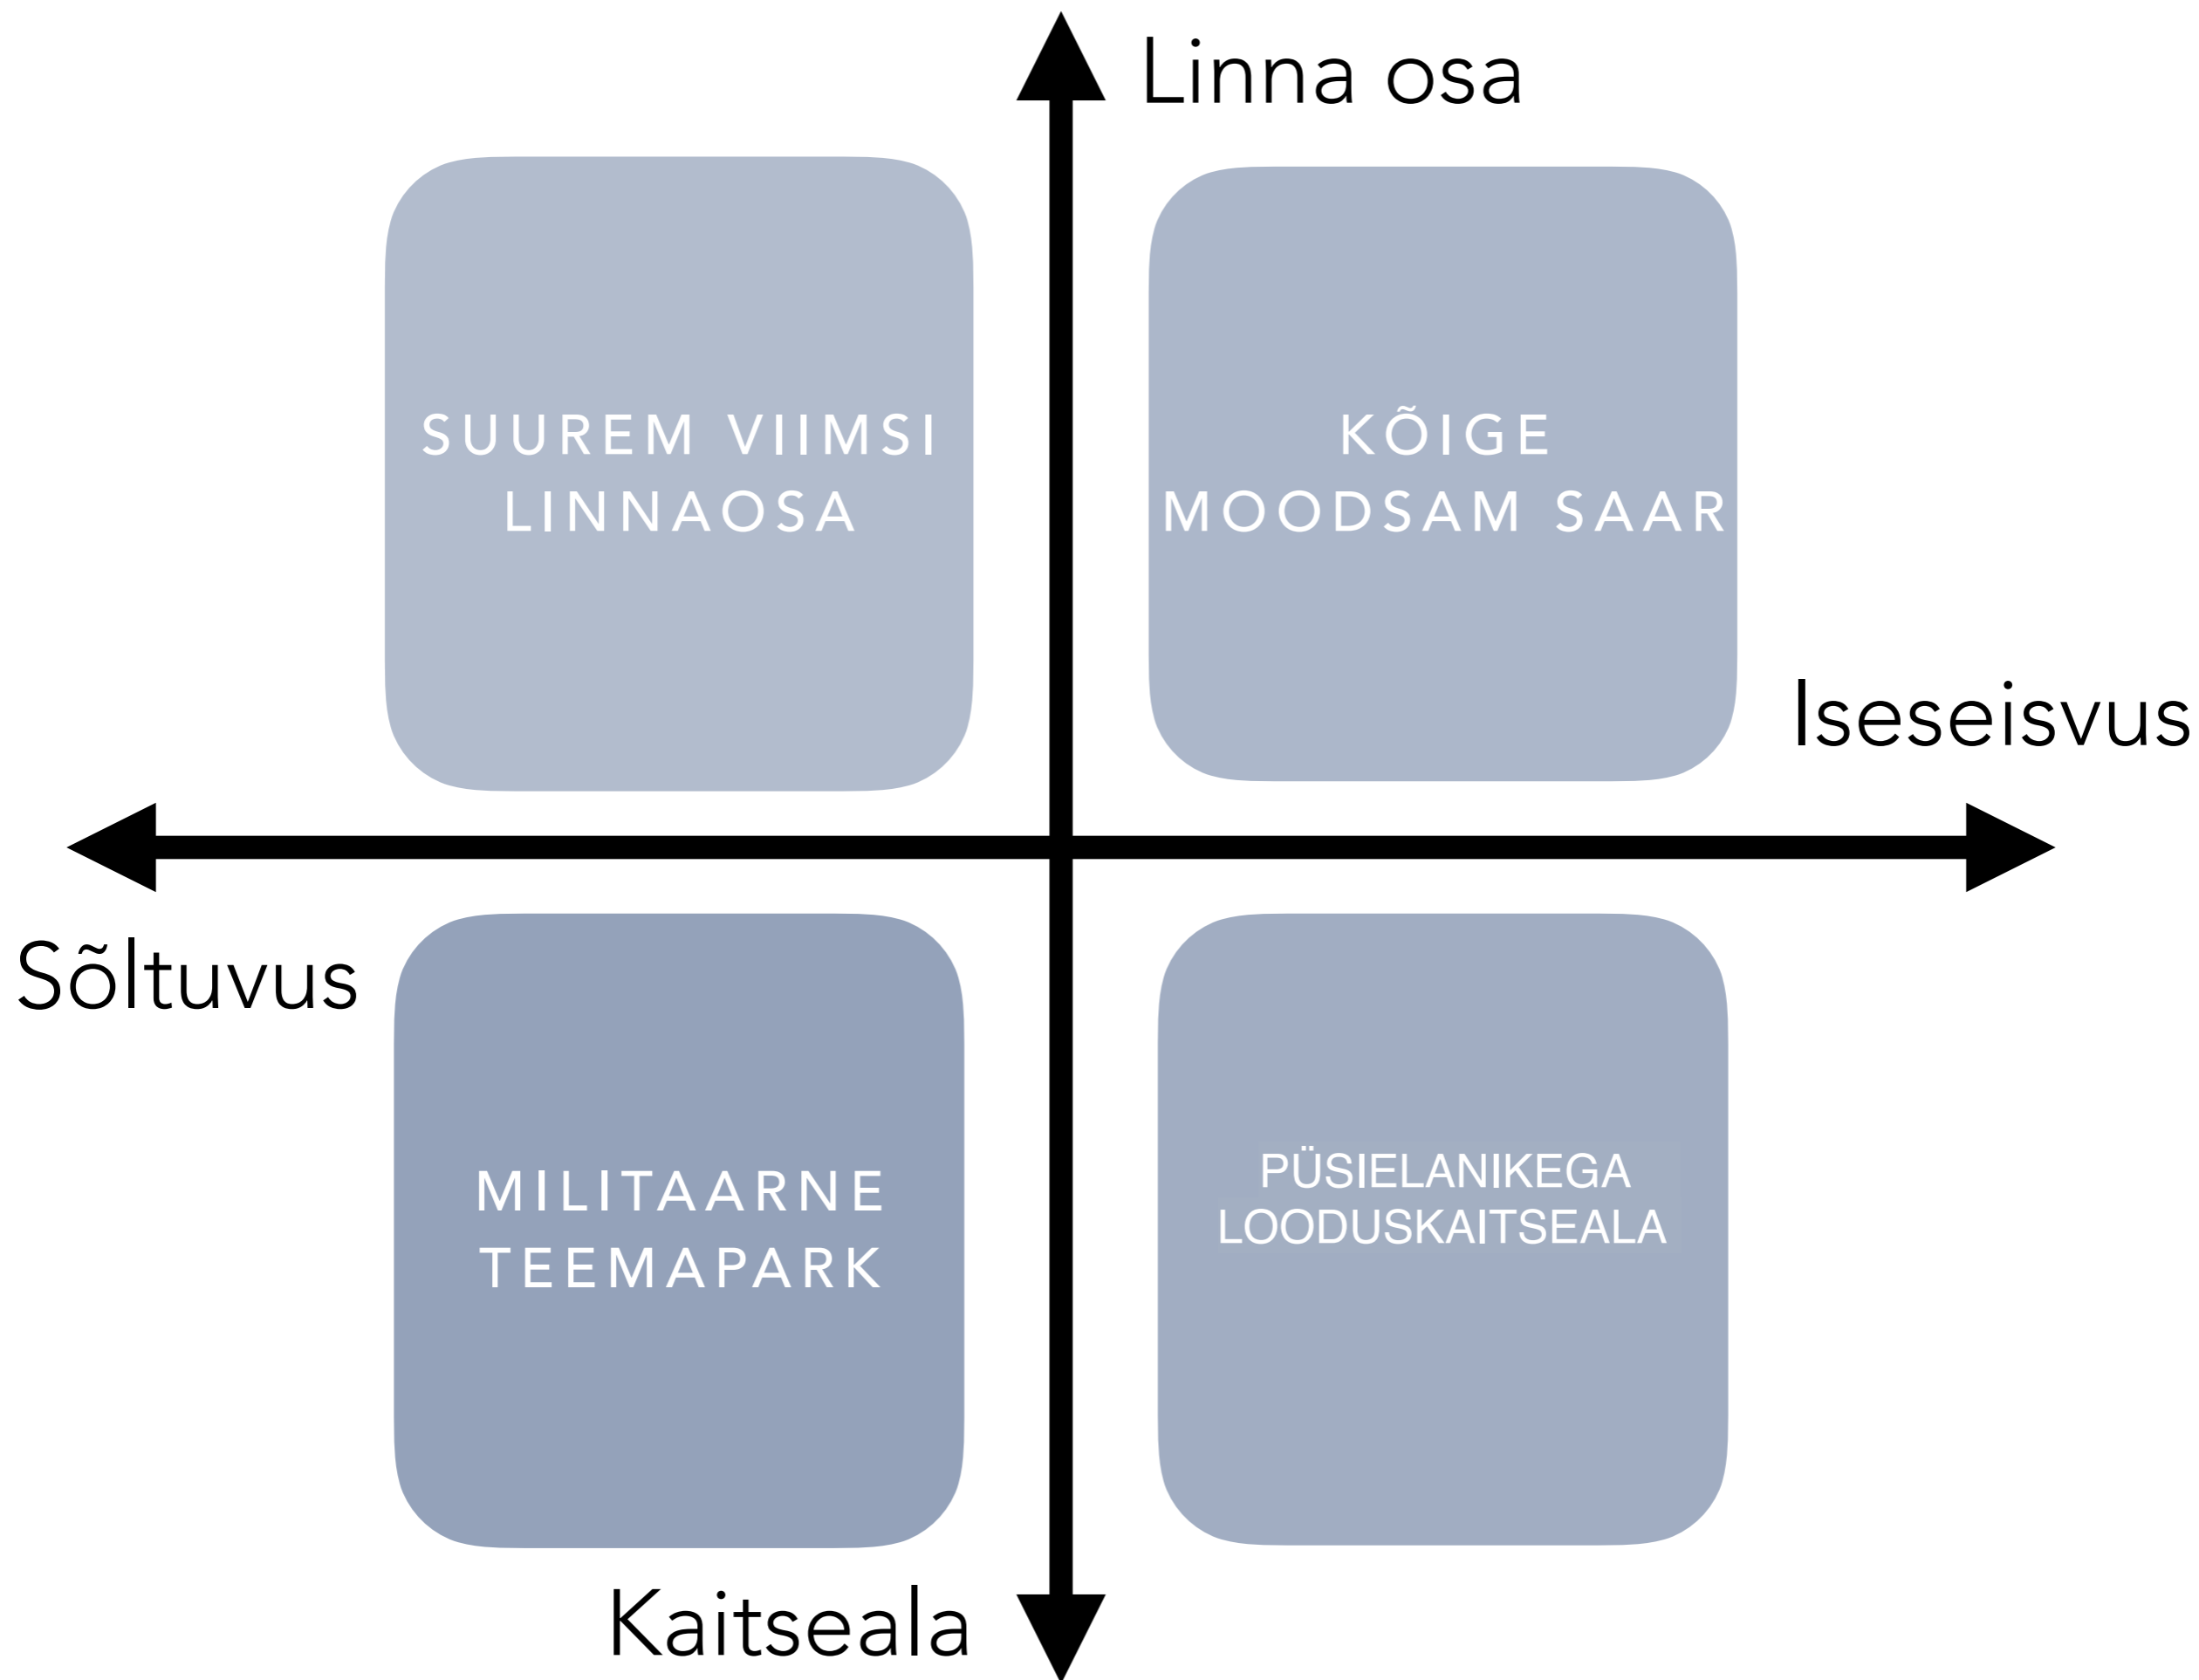 Linna osa
SUUREM VIIMSI
LINNAOSA
KÕIGE
MOODSAM SAAR
Iseseisvus
Sõltuvus
MILITAARNE
TEEMAPARK
PÜSIELANIKEGA
LOODUSKAITSEALA
Kaitseala